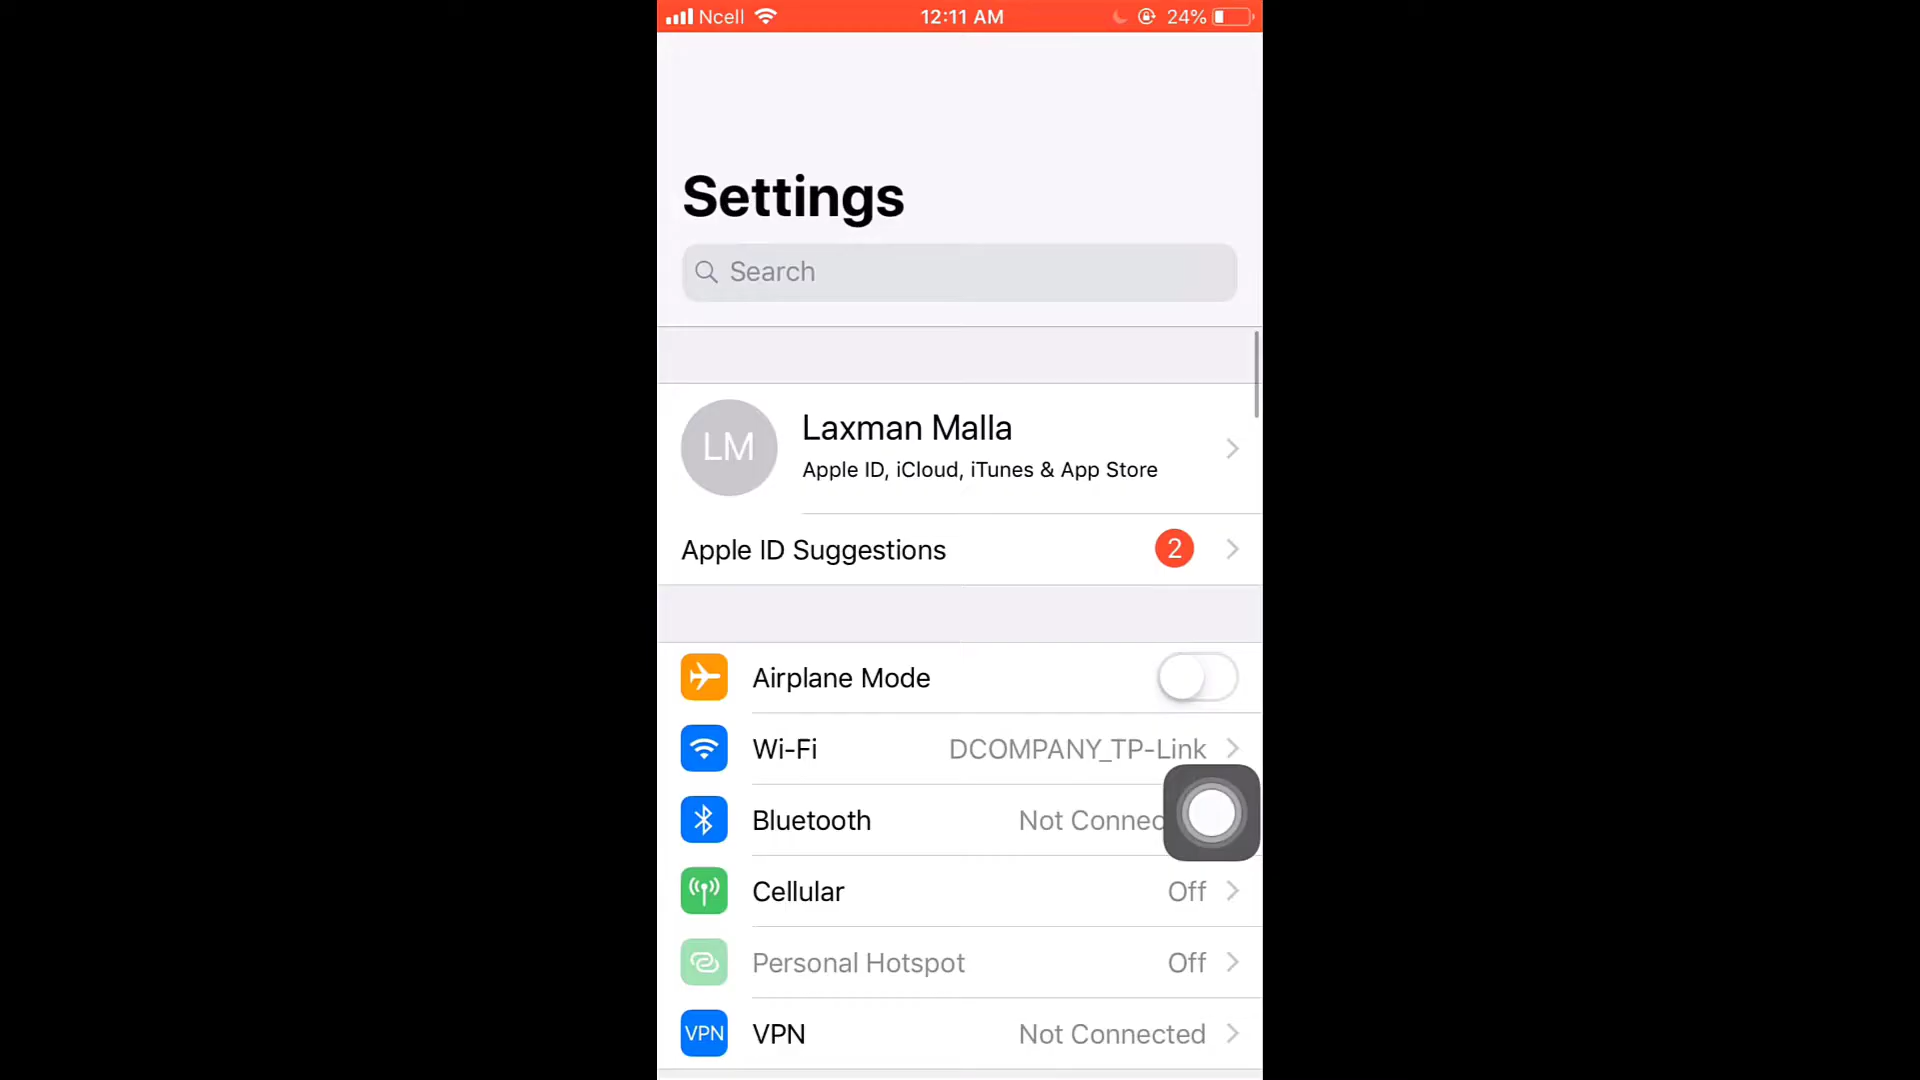 Ncell 12:11 AM 24%
Settings
Search
LM
Laxman Malla
Apple ID, iCloud, iTunes & App Store
Apple ID Suggestions 2
Airplane Mode
Wi-Fi DCOMPANY_TP-Link
Bluetooth Not Connec
Cellular Off
Personal Hotspot Off
VPN VPN Not Connected